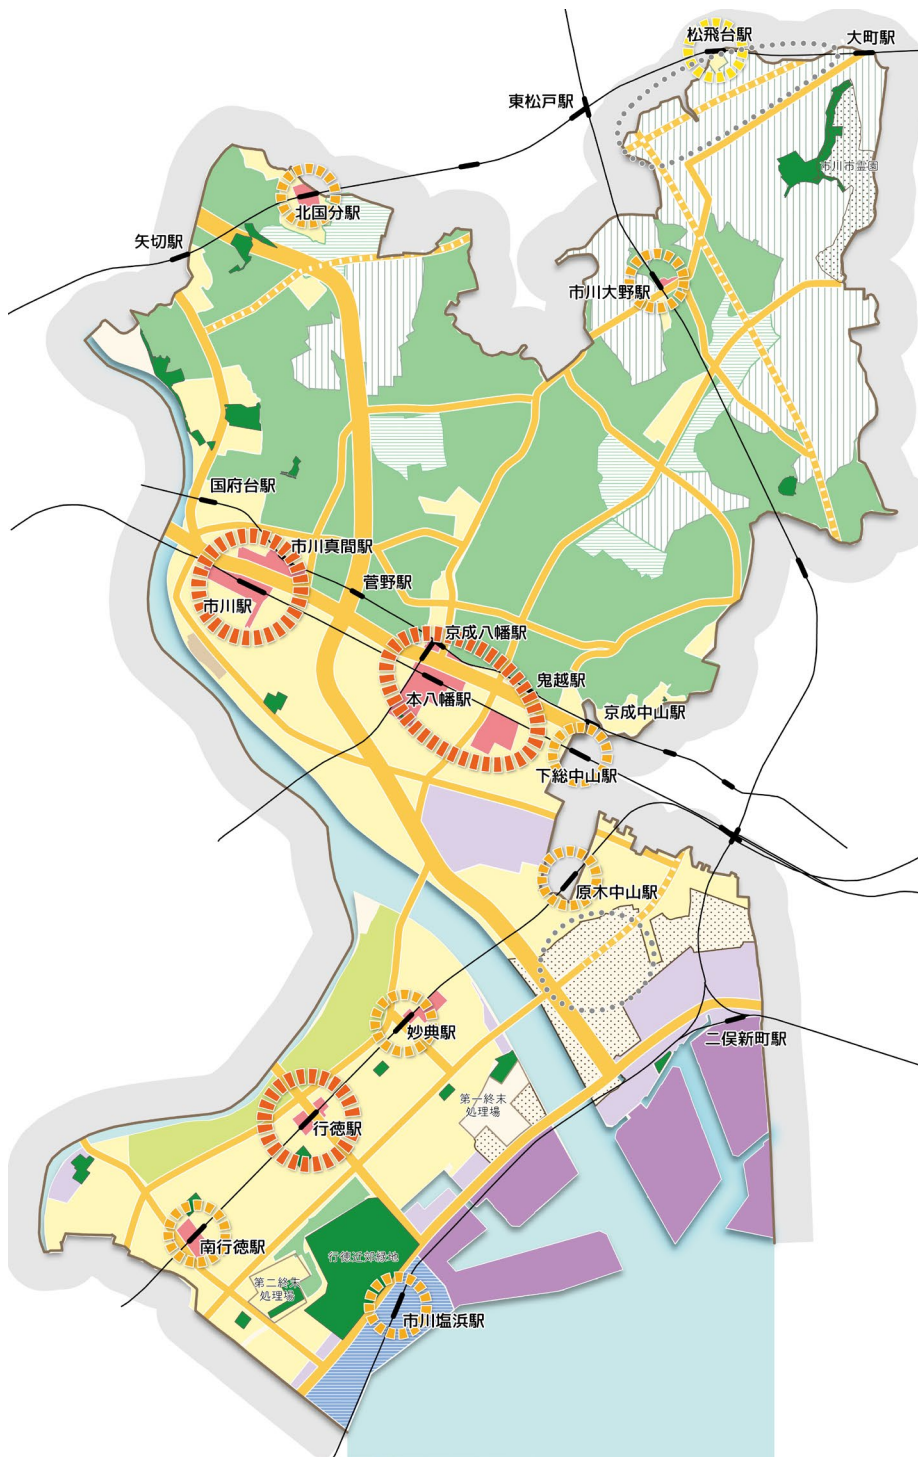 松飛台駅
大町駅
東松戸駅
市川市霊園
北国分駅
矢切駅
市川大野駅
国府台駅
市川真間駅
菅野駅
市川駅
京成八幡駅
鬼越駅
本八幡駅
京成中山駅
下総中山駅
原木中山駅
妙典駅
二俣新町駅
第一終末
処理場
行徳駅
南行徳駅
行徳近郊緑地
第二終末
処理場
市川塩浜駅